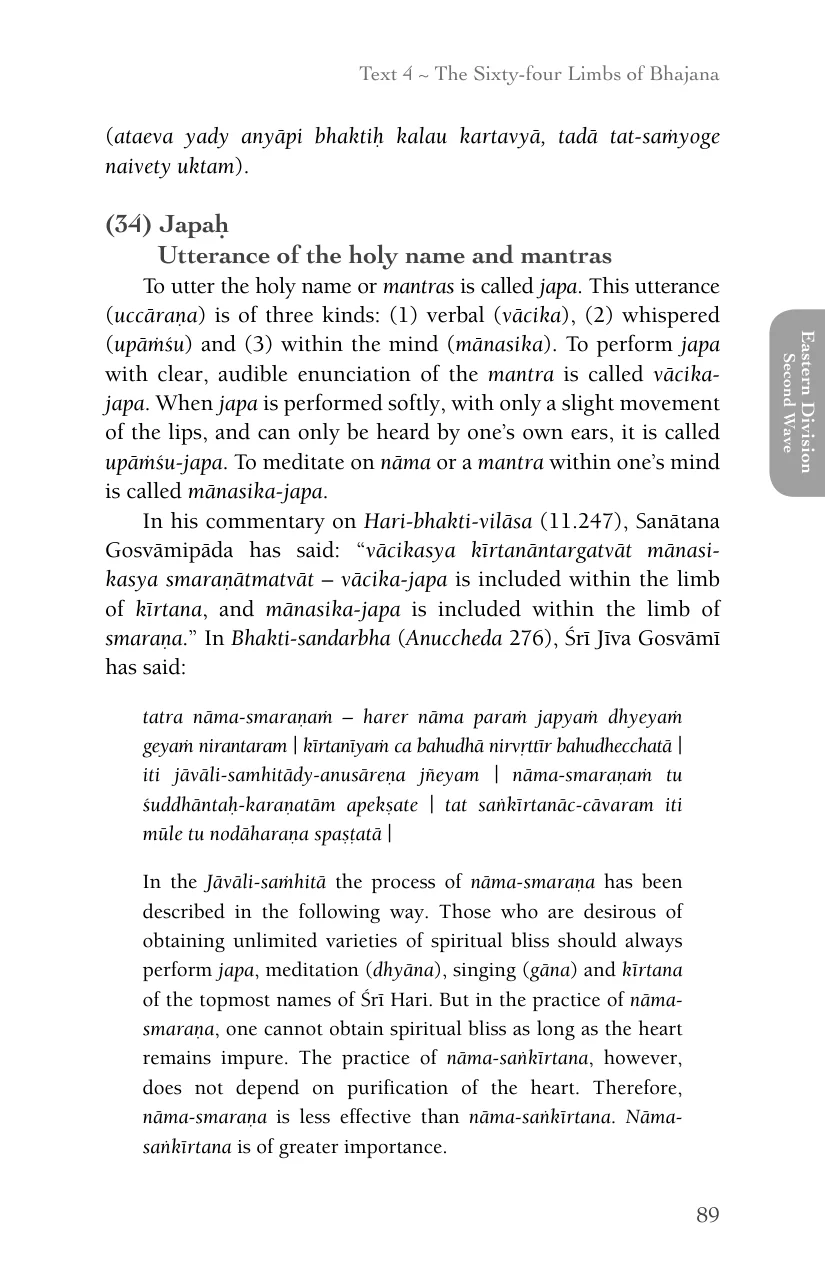 Text 4 ~ The Sixty-four Limbs of Bhajana
(ataeva yady anyāpi bhaktiḥ kalau kartavyā, tadā tat-saṁyoge
naivety uktam).
(34) Japaḥ
Utterance of the holy name and mantras
To utter the holy name or mantras is called japa. This utterance
(uccāraṇa) is of three kinds: (1) verbal (vācika), (2) whispered
(upāṁśu) and (3) within the mind (mānasika). To perform japa
with clear, audible enunciation of the mantra is called vācika-
japa. When japa is performed softly, with only a slight movement
of the lips, and can only be heard by one’s own ears, it is called
upāṁśu-japa. To meditate on nāma or a mantra within one’s mind
is called mānasika-japa.
In his commentary on Hari-bhakti-vilāsa (11.247), Sanātana
Gosvāmipāda has said: “vācikasya kīrtanāntargatvāt mānasi-
kasya smaraṇātmatvāt – vācika-japa is included within the limb
of kīrtana, and mānasika-japa is included within the limb of
smaraṇa.” In Bhakti-sandarbha (Anuccheda 276), Śrī Jīva Gosvāmī
has said:
tatra nāma-smaraṇaṁ – harer nāma paraṁ japyaṁ dhyeyaṁ
geyaṁ nirantaram | kīrtanīyaṁ ca bahudhā nirvṛttīr bahudhecchatā |
iti jāvāli-samhitādy-anusāreṇa jñeyam | nāma-smaraṇaṁ tu
śuddhāntaḥ-karaṇatām apekṣate | tat saṅkīrtanāc-cāvaram iti
mūle tu nodāharaṇa spaṣṭatā |
In the Jāvāli-saṁhitā the process of nāma-smaraṇa has been
described in the following way. Those who are desirous of
obtaining unlimited varieties of spiritual bliss should always
perform japa, meditation (dhyāna), singing (gāna) and kīrtana
of the topmost names of Śrī Hari. But in the practice of nāma-
smaraṇa, one cannot obtain spiritual bliss as long as the heart
remains impure. The practice of nāma-saṅkīrtana, however,
does not depend on purification of the heart. Therefore,
nāma-smaraṇa is less effective than nāma-saṅkīrtana. Nāma-
saṅkīrtana is of greater importance.
Eastern Division
Second Wave
89